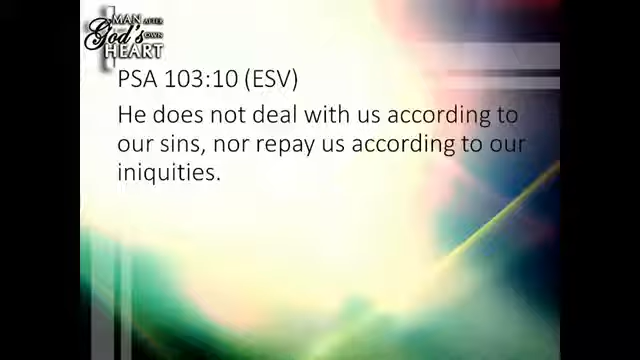 MAN AFTER
God's OWN
HEART
PSA 103:10 (ESV)
He does not deal with us according to
our sins, nor repay us according to our
iniquities.